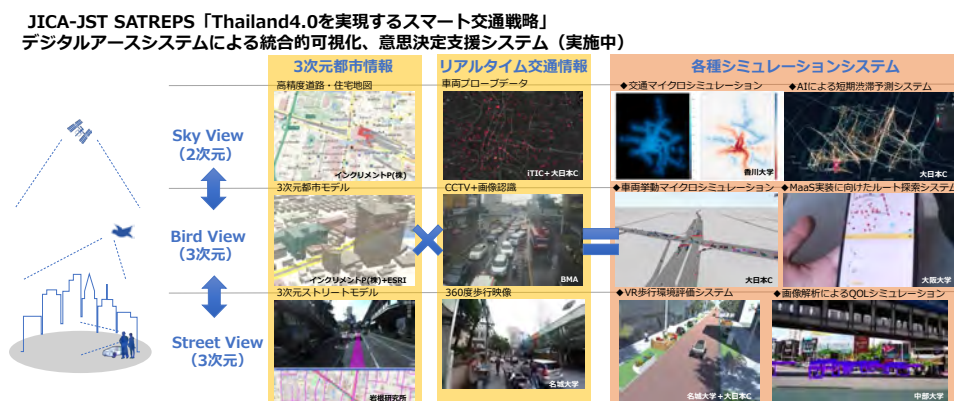 JICA-JST SATREPS「Thailand4.0を実現するスマート交通戦略」
デジタルアースシステムによる統合的可視化、意思決定支援システム（実施中）
3次元都市情報
リアルタイム交通情報
各種シミュレーションシステム
高精度道路・住宅地図
車両プローブデータ
◆交通マイクロシミュレーション
◆AIによる短期渋滞予測システム
Sky View
（2次元）
インクリメントP(株)
iTIC＋大日本C
香川大学
大日本C
3次元都市モデル
CCTV+画像認識
◆車両挙動マイクロシミュレーション
◆MaaS実装に向けたルート探索システム
Bird View
（3次元）
インクリメントP(株)+ESRI
BMA
大日本C
大阪大学
3次元ストリートモデル
360度歩行映像
◆VR歩行環境評価システム
◆画像解析によるQOLシミュレーション
Street View
（3次元）
岩根研究所
名城大学
名城大学＋大日本C
中部大学